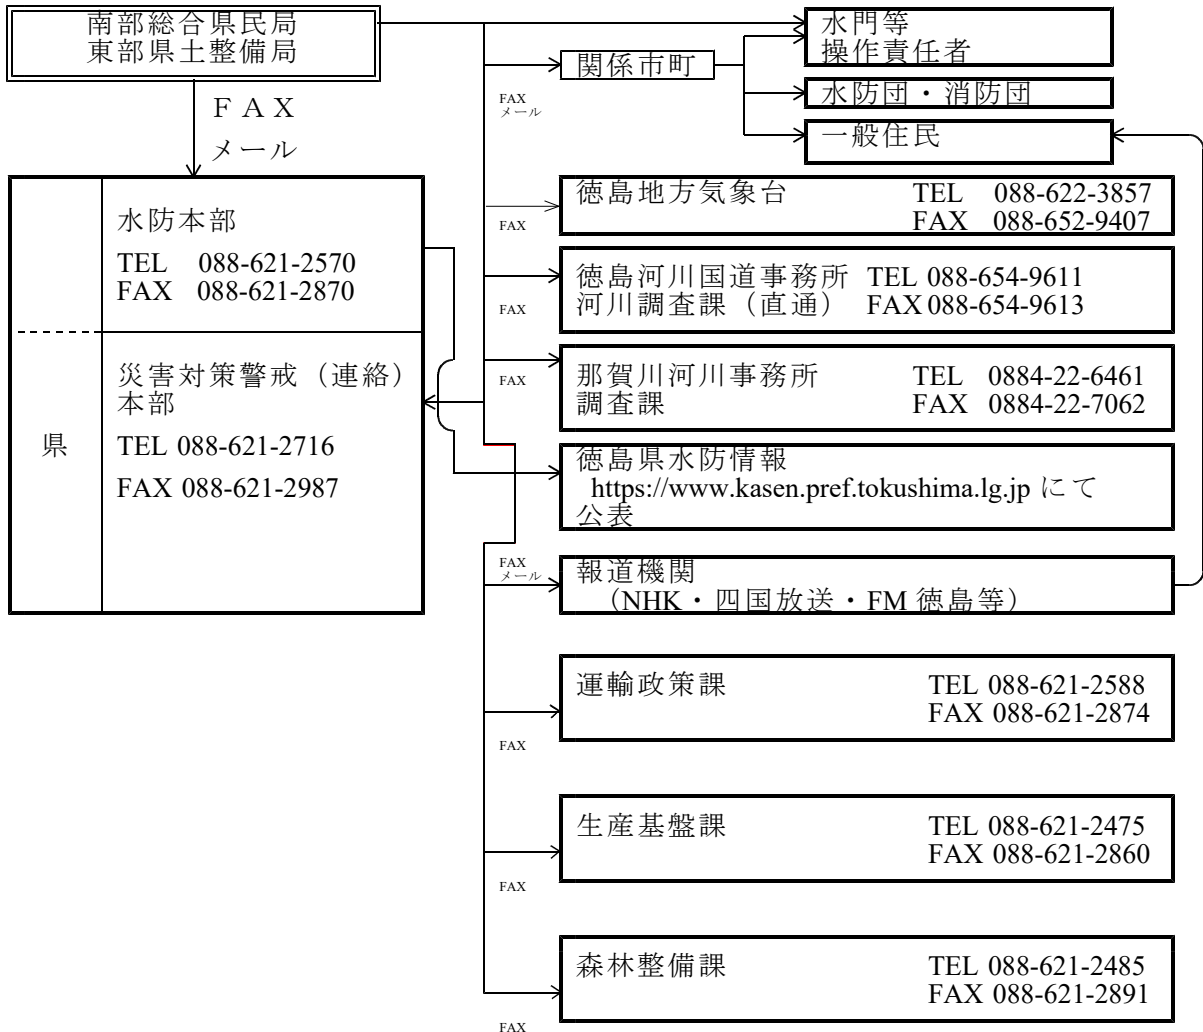 南部総合県民局
東部県土整備局
水門等
操作責任者
関係市町
FAX
メール
水防団・消防団
一般住民
FAX
メール
徳島地方気象台 TEL 088-622-3857
FAX 088-652-9407
FAX
水防本部
TEL 088-621-2570
FAX 088-621-2870
徳島河川国道事務所 TEL 088-654-9611
河川調査課（直通） FAX 088-654-9613
FAX
県
災害対策警戒（連絡）
本部
TEL 088-621-2716
FAX 088-621-2987
那賀川河川事務所 TEL 0884-22-6461
調査課 FAX 0884-22-7062
FAX
徳島県水防情報
https://www.kasen.pref.tokushima.lg.jp にて
公表
FAX
メール
報道機関
（NHK・四国放送・FM 徳島等）
運輸政策課 TEL 088-621-2588
FAX 088-621-2874
FAX
生産基盤課 TEL 088-621-2475
FAX 088-621-2860
FAX
森林整備課 TEL 088-621-2485
FAX 088-621-2891
FAX